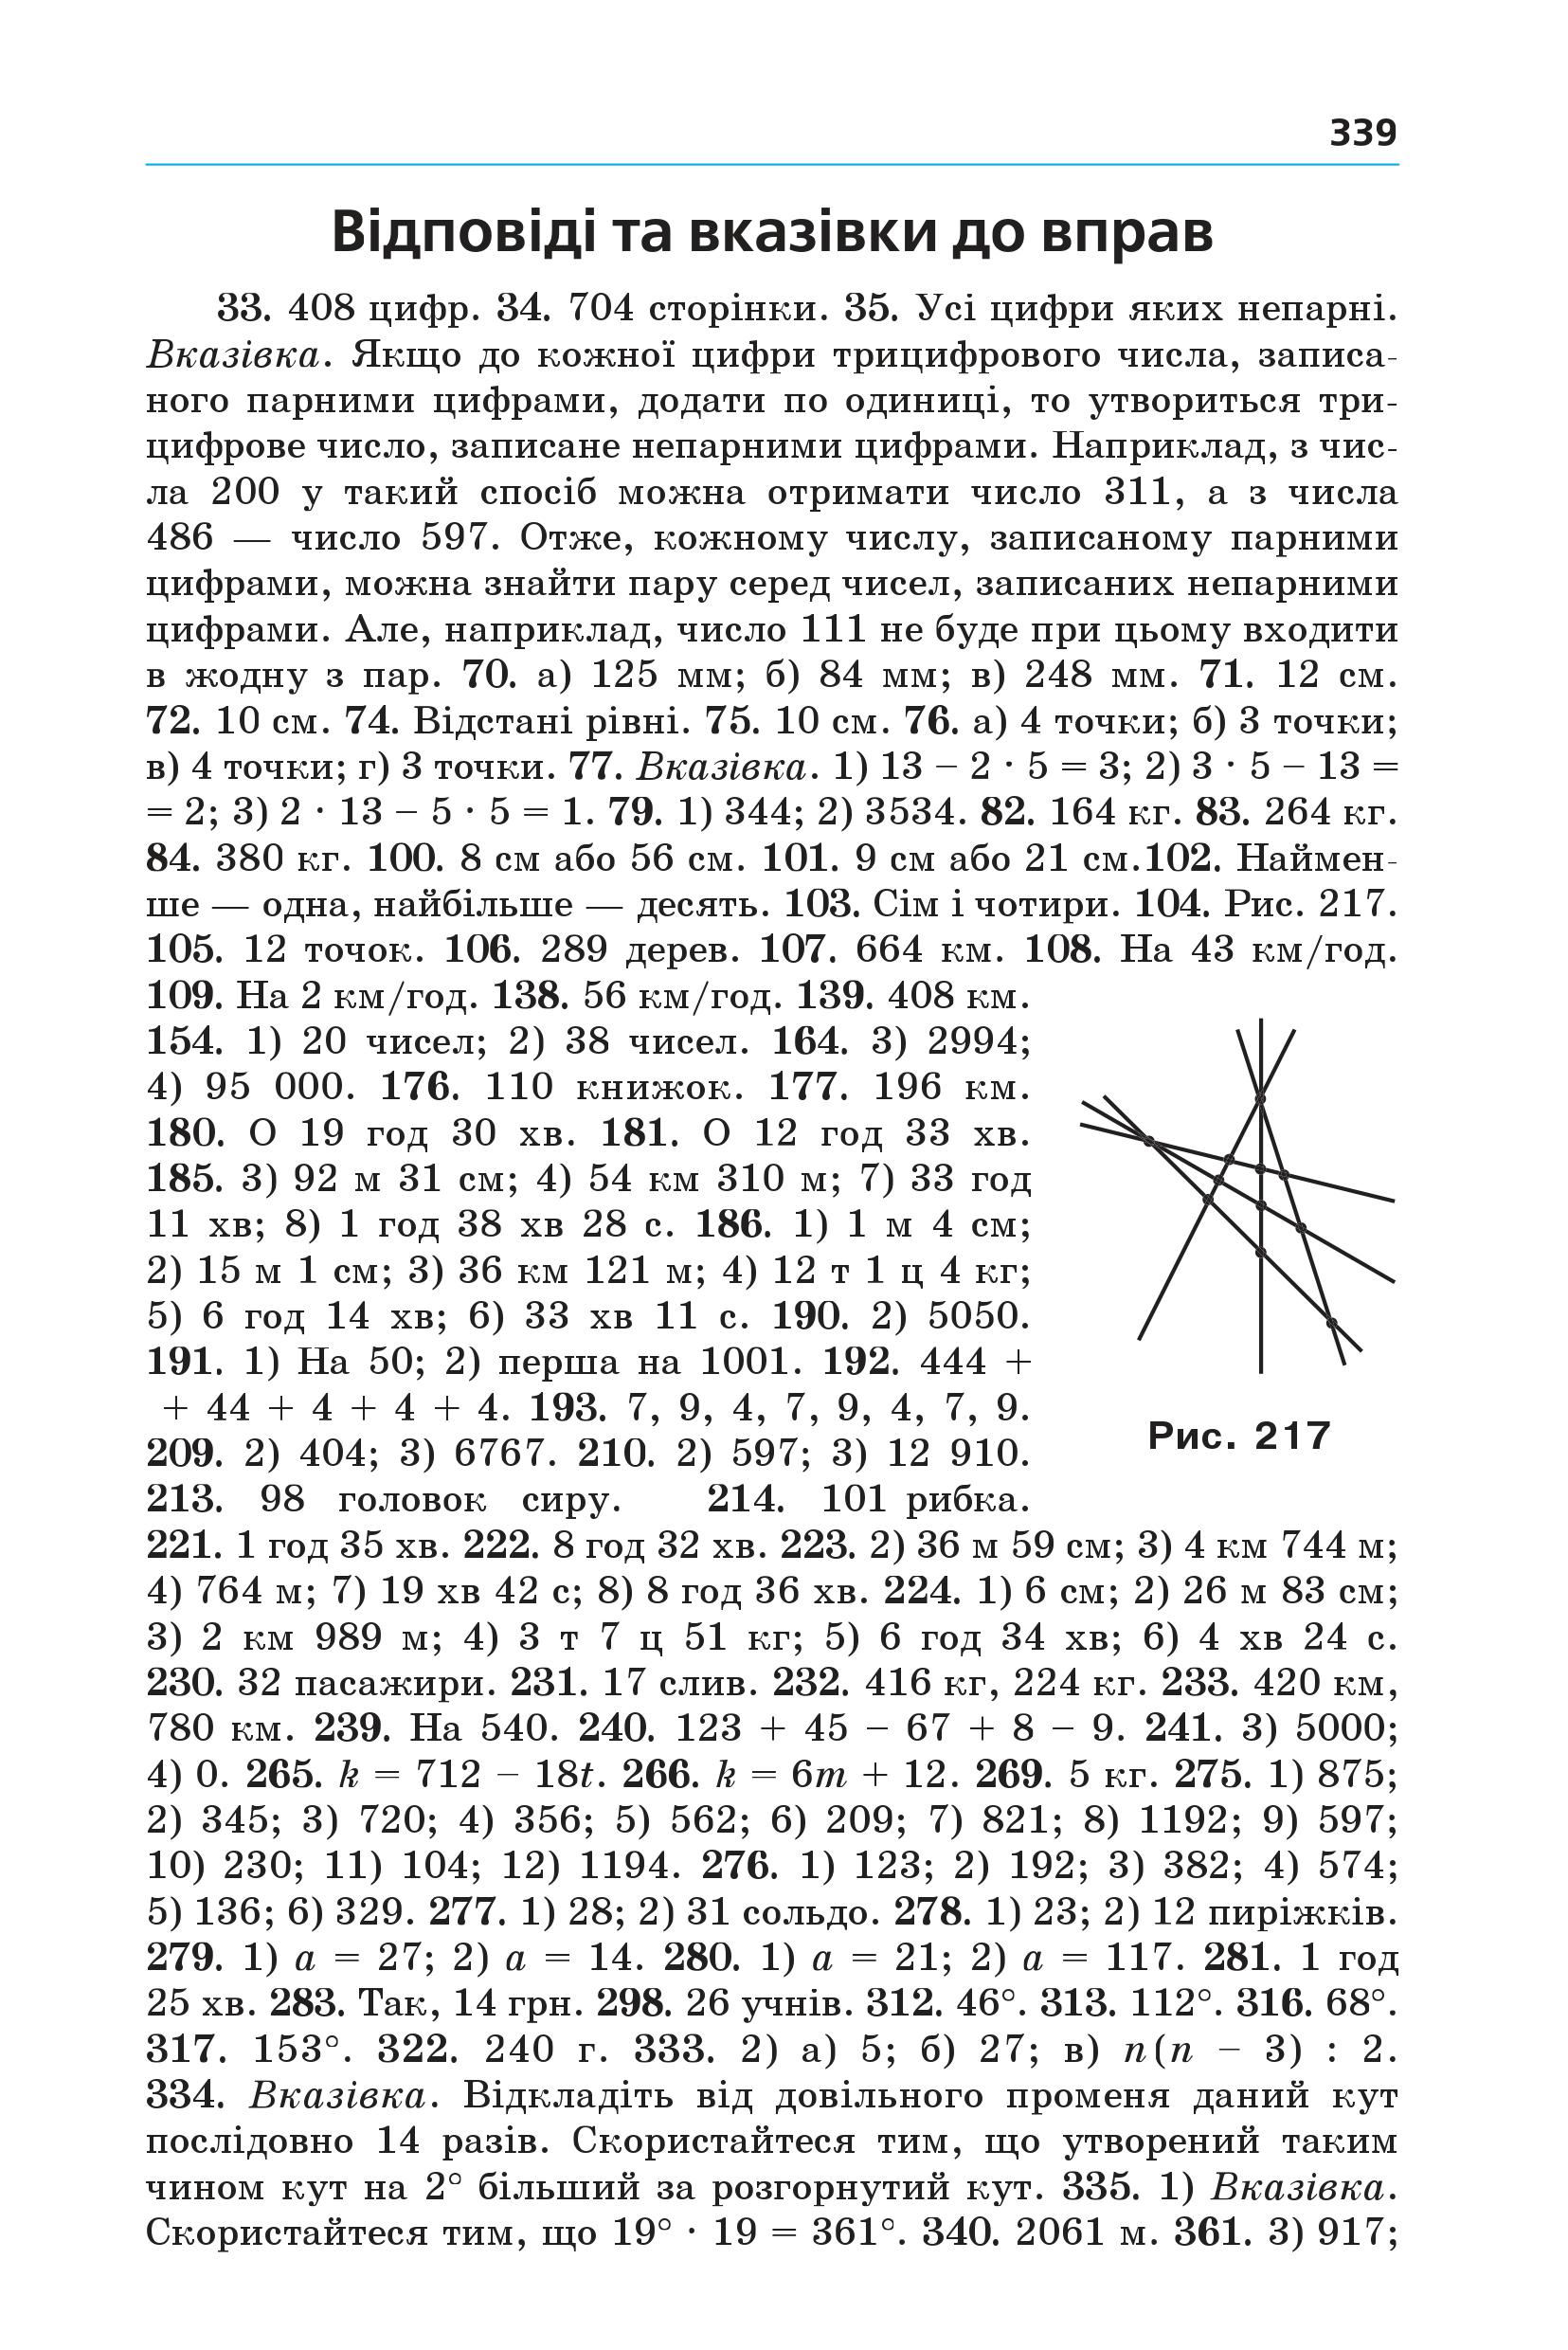 339
Відповіді та вказівки до вправ
33. 408 цифр. 34. 704 сторінки. 35. Усі цифри яких непарні.
Вказівка. Якщо до кожної цифри трицифрового числа, записа-
ного парними цифрами, додати по одиниці, то утвориться три-
цифрове число, записане непарними цифрами. Наприклад, з чис-
ла 200 у такий спосіб можна отримати число 311, а з числа
486 — число 597. Отже, кожному числу, записаному парними
цифрами, можна знайти пару серед чисел, записаних непарними
цифрами. Але, наприклад, число 111 не буде при цьому входити
в жодну з пар. 70. а) 125 мм; б) 84 мм; в) 248 мм. 71. 12 см.
72. 10 см. 74. Відстані рівні. 75. 10 см. 76. а) 4 точки; б) 3 точки;
в) 4 точки; г) 3 точки. 77. Вказівка. 1) 13 − 2 · 5 = 3; 2) 3 · 5 − 13 =
= 2; 3) 2 · 13 − 5 · 5 = 1. 79. 1) 344; 2) 3534. 82. 164 кг. 83. 264 кг.
84. 380 кг. 100. 8 см або 56 см. 101. 9 см або 21 см.102. Наймен-
ше — одна, найбільше — десять. 103. Сім і чотири. 104. Рис. 217.
105. 12 точок. 106. 289 дерев. 107. 664 км. 108. На 43 км/год.
109. На 2 км/год. 138. 56 км/год. 139. 408 км.
154. 1) 20 чисел; 2) 38 чисел. 164. 3) 2994;
4) 95 000. 176. 110 книжок. 177. 196 км.
180. О 19 год 30 хв. 181. О 12 год 33 хв.
185. 3) 92 м 31 см; 4) 54 км 310 м; 7) 33 год
11 хв; 8) 1 год 38 хв 28 с. 186. 1) 1 м 4 см;
2) 15 м 1 см; 3) 36 км 121 м; 4) 12 т 1 ц 4 кг;
5) 6 год 14 хв; 6) 33 хв 11 с. 190. 2) 5050.
191. 1) На 50; 2) перша на 1001. 192. 444 +
+ 44 + 4 + 4 + 4. 193. 7, 9, 4, 7, 9, 4, 7, 9.
209. 2) 404; 3) 6767. 210. 2) 597; 3) 12 910.
213. 98 головок сиру. 214. 101 рибка.
Рис. 217
221. 1 год 35 хв. 222. 8 год 32 хв. 223. 2) 36 м 59 см; 3) 4 км 744 м;
4) 764 м; 7) 19 хв 42 с; 8) 8 год 36 хв. 224. 1) 6 см; 2) 26 м 83 см;
3) 2 км 989 м; 4) 3 т 7 ц 51 кг; 5) 6 год 34 хв; 6) 4 хв 24 с.
230. 32 пасажири. 231. 17 слив. 232. 416 кг, 224 кг. 233. 420 км,
780 км. 239. На 540. 240. 123 + 45 − 67 + 8 − 9. 241. 3) 5000;
4) 0. 265. k = 712 − 18t. 266. k = 6m + 12. 269. 5 кг. 275. 1) 875;
2) 345; 3) 720; 4) 356; 5) 562; 6) 209; 7) 821; 8) 1192; 9) 597;
10) 230; 11) 104; 12) 1194. 276. 1) 123; 2) 192; 3) 382; 4) 574;
5) 136; 6) 329. 277. 1) 28; 2) 31 сольдо. 278. 1) 23; 2) 12 пиріжків.
279. 1) a = 27; 2) a = 14. 280. 1) a = 21; 2) a = 117. 281. 1 год
25 хв. 283. Так, 14 грн. 298. 26 учнів. 312. 46°. 313. 112°. 316. 68°.
317. 153°. 322. 240 г. 333. 2) а) 5; б) 27; в) n(n − 3) : 2.
334. Вказівка. Відкладіть від довільного променя даний кут
послідовно 14 разів. Скористайтеся тим, що утворений таким
чином кут на 2° більший за розгорнутий кут. 335. 1) Вказівка.
Скористайтеся тим, що 19° · 19 = 361°. 340. 2061 м. 361. 3) 917;